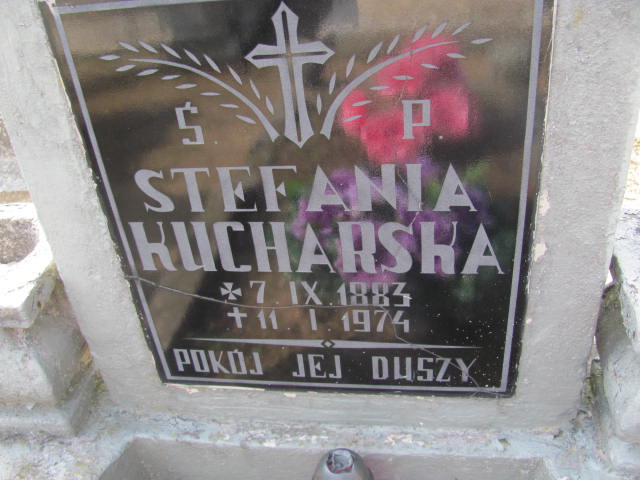 Ś. P.
STEFANIA
KUCHARSKA
7. IX. 1883
11. I. 1974
POKÓJ JEJ DUSZY